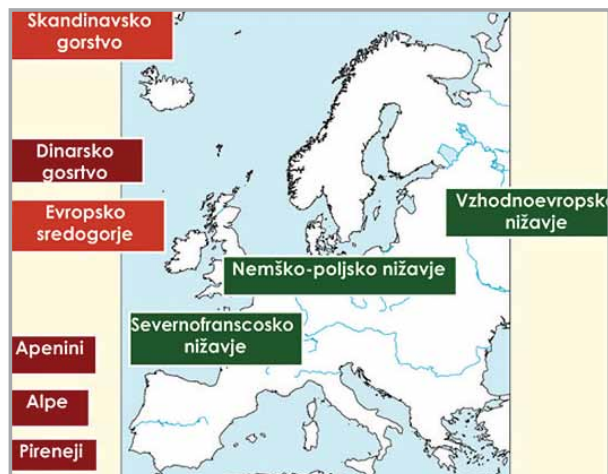 Skandinavsko
gorstvo
Dinarsko
gosrtvo
Evropsko
sredogorje
Vzhodnoevropsko
nižavje
Nemško-poljsko nižavje
Severnofranscosko
nižavje
Apenini
Alpe
Pireneji